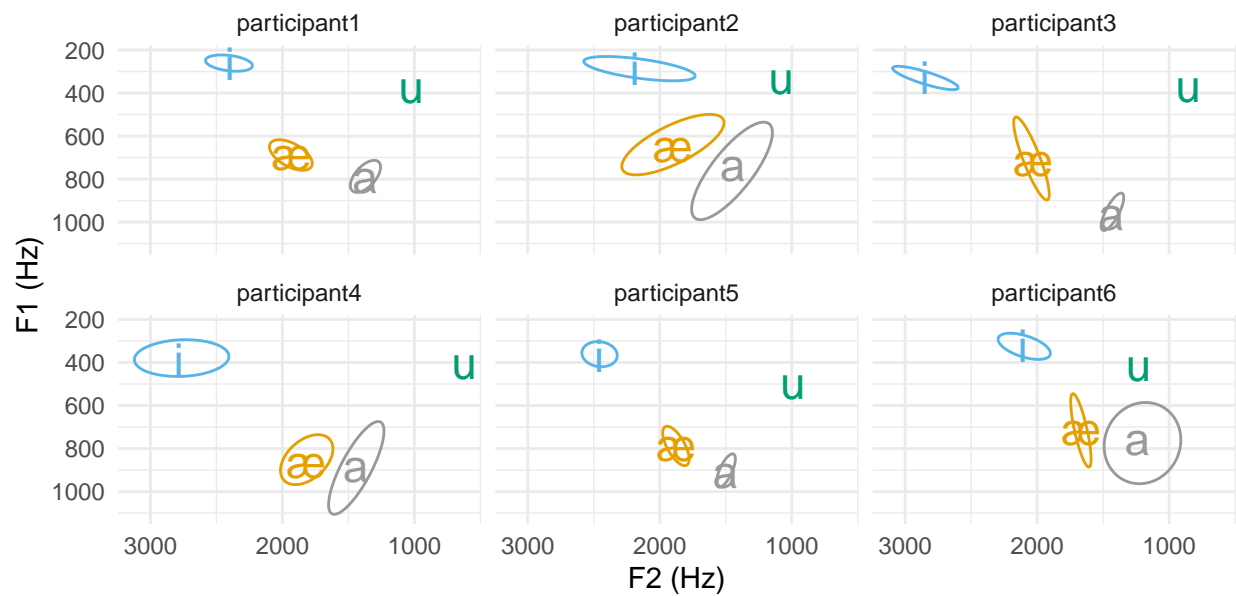 participant1 participant2 participant3
200
400
600
800
1000
i u æ a
i u æ a
i u æ a
F1 (Hz)
participant4 participant5 participant6
200
400
600
800
1000
i u æ a
i u æ a
i u æ a
3000 2000 1000 3000 2000 1000 3000 2000 1000
F2 (Hz)